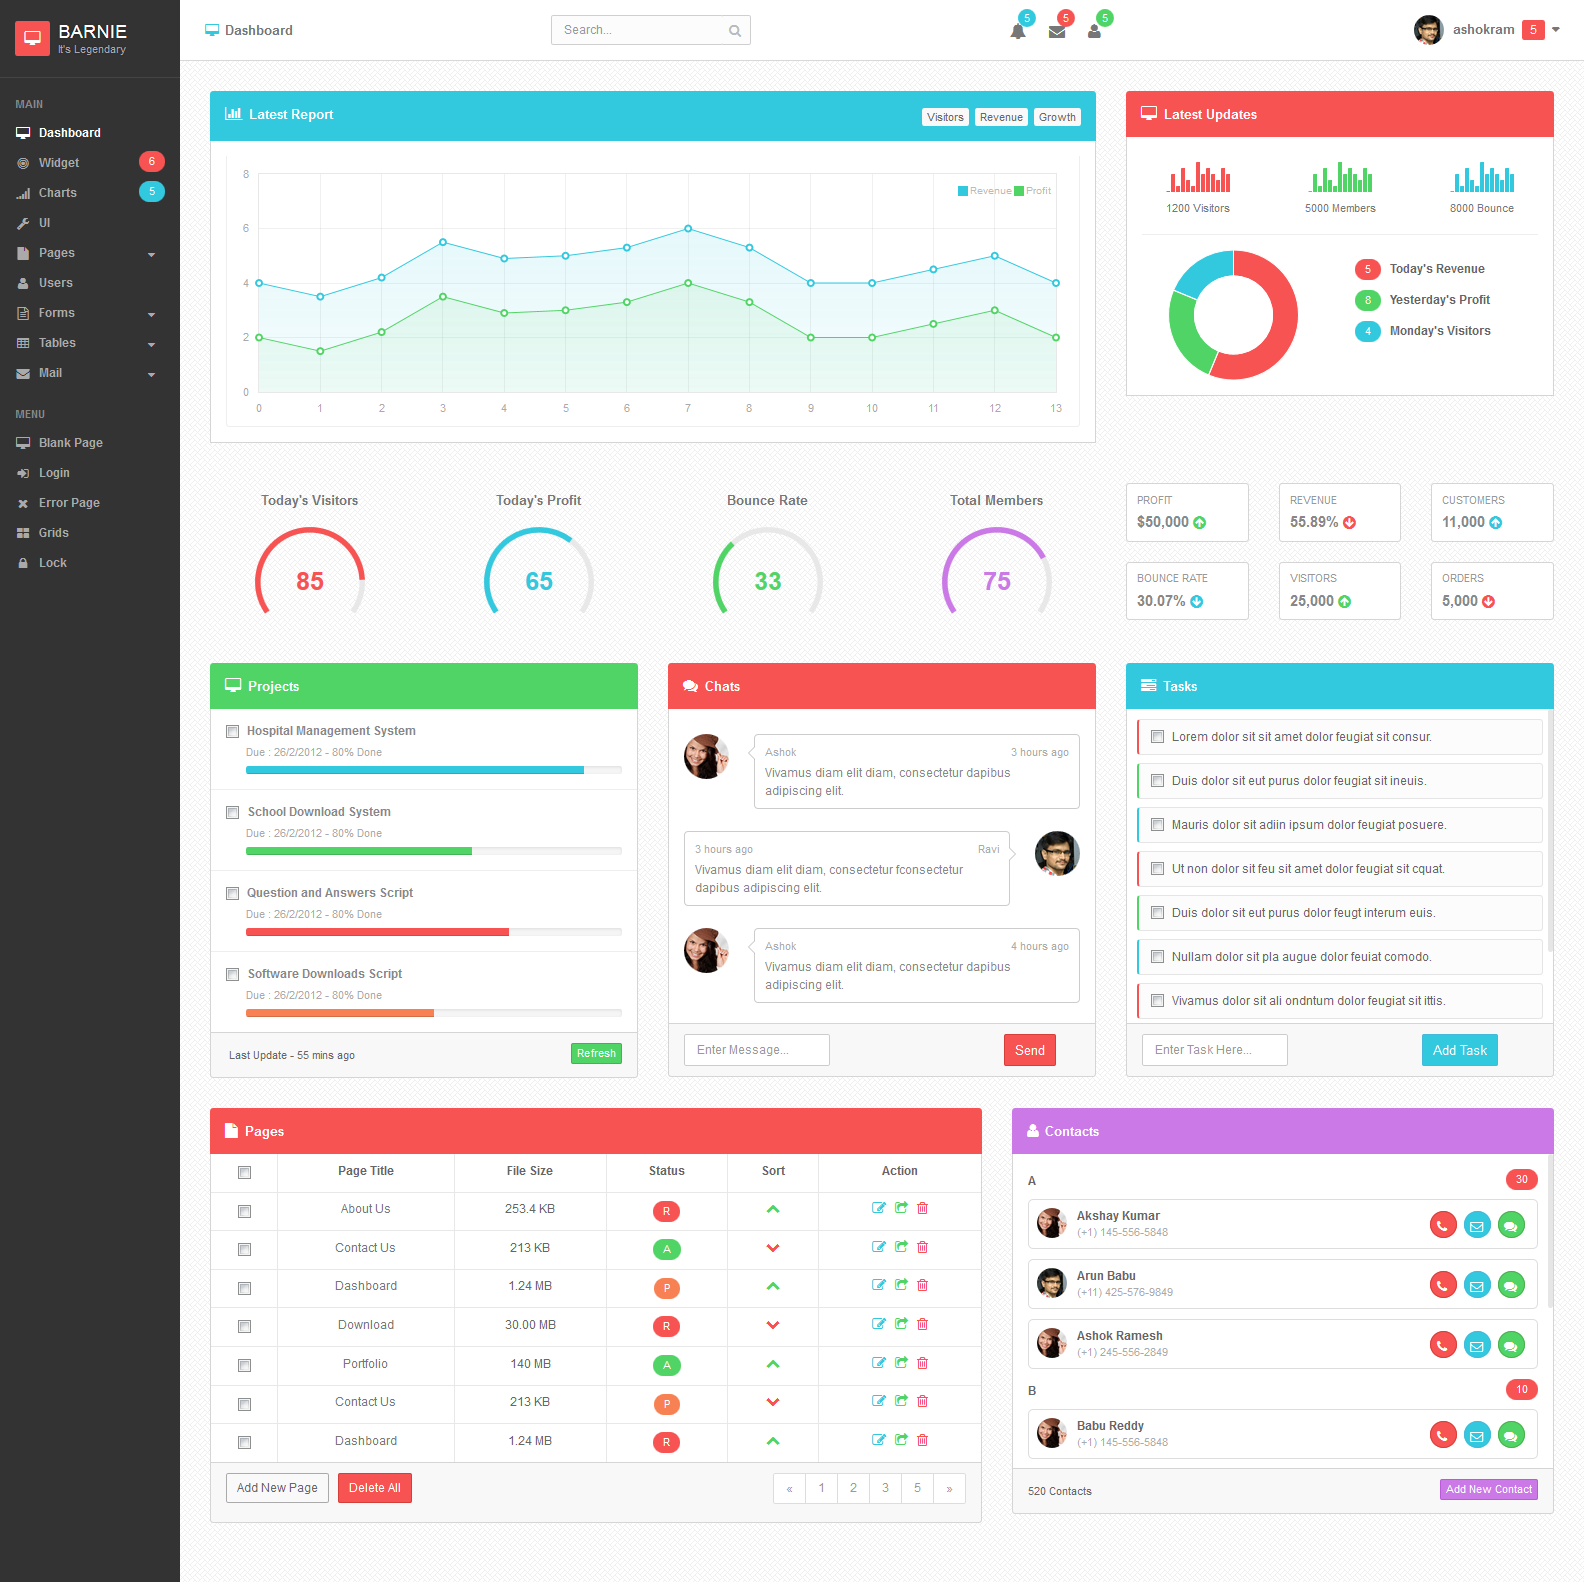 BARNIE
It's Legendary
Dashboard
Search...
5
5
5
ashokram 5
MAIN
Dashboard
Widget 6
Charts 5
UI
Pages
Users
Forms
Tables
Mail
MENU
Blank Page
Login
Error Page
Grids
Lock
Latest Report
Visitors Revenue Growth
Revenue Profit
8
6
4
2
0
0 1 2 3 4 5 6 7 8 9 10 11 12 13
Latest Updates
1200 Visitors 5000 Members 8000 Bounce
5 Today's Revenue
8 Yesterday's Profit
4 Monday's Visitors
Today's Visitors
85
Today's Profit
65
Bounce Rate
33
Total Members
75
PROFIT
$50,000
REVENUE
55.89%
CUSTOMERS
11,000
BOUNCE RATE
30.07%
VISITORS
25,000
ORDERS
5,000
Projects
Hospital Management System
Due : 26/2/2012 - 80% Done
School Download System
Due : 26/2/2012 - 80% Done
Question and Answers Script
Due : 26/2/2012 - 80% Done
Software Downloads Script
Due : 26/2/2012 - 80% Done
Last Update - 55 mins ago Refresh
Chats
Ashok 3 hours ago
Vivamus diam elit diam, consectetur dapibus
adipiscing elit.
3 hours ago Ravi
Vivamus diam elit diam, consectetur fconsectetur
dapibus adipiscing elit.
Ashok 4 hours ago
Vivamus diam elit diam, consectetur dapibus
adipiscing elit.
Enter Message... Send
Tasks
Lorem dolor sit sit amet dolor feugiat sit consur.
Duis dolor sit eut purus dolor feugiat sit ineuis.
Mauris dolor sit adiin ipsum dolor feugiat posuere.
Ut non dolor sit feu sit amet dolor feugiat sit cquat.
Duis dolor sit eut purus dolor feugt interum euis.
Nullam dolor sit pla augue dolor feuiat comodo.
Vivamus dolor sit ali ondntum dolor feugiat sit ittis.
Enter Task Here... Add Task
Pages
Page Title File Size Status Sort Action
About Us 253.4 KB R
Contact Us 213 KB A
Dashboard 1.24 MB P
Download 30.00 MB R
Portfolio 140 MB A
Contact Us 213 KB P
Dashboard 1.24 MB R
Add New Page Delete All « 1 2 3 5 »
Contacts
A 30
Akshay Kumar
(+1) 145-556-5848
Arun Babu
(+11) 425-576-9849
Ashok Ramesh
(+1) 245-556-2849
B 10
Babu Reddy
(+1) 145-556-5848
520 Contacts Add New Contact